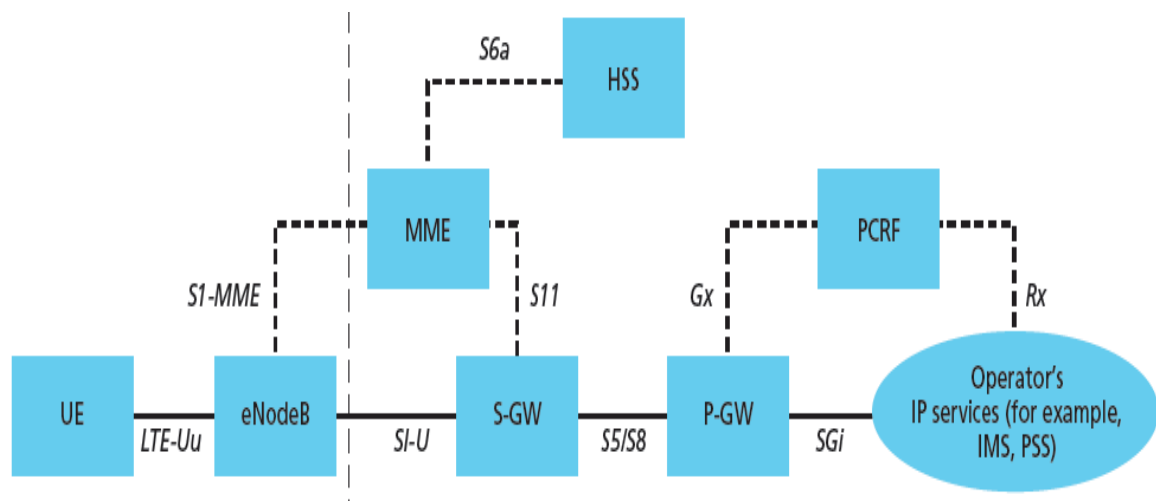 S6a
HSS
MME
PCRF
S1-MME
S11
Gx
Rx
UE
eNodeB
S-GW
P-GW
Operator's
IP services (for example,
IMS, PSS)
LTE-Uu
SI-U
S5/S8
SGi